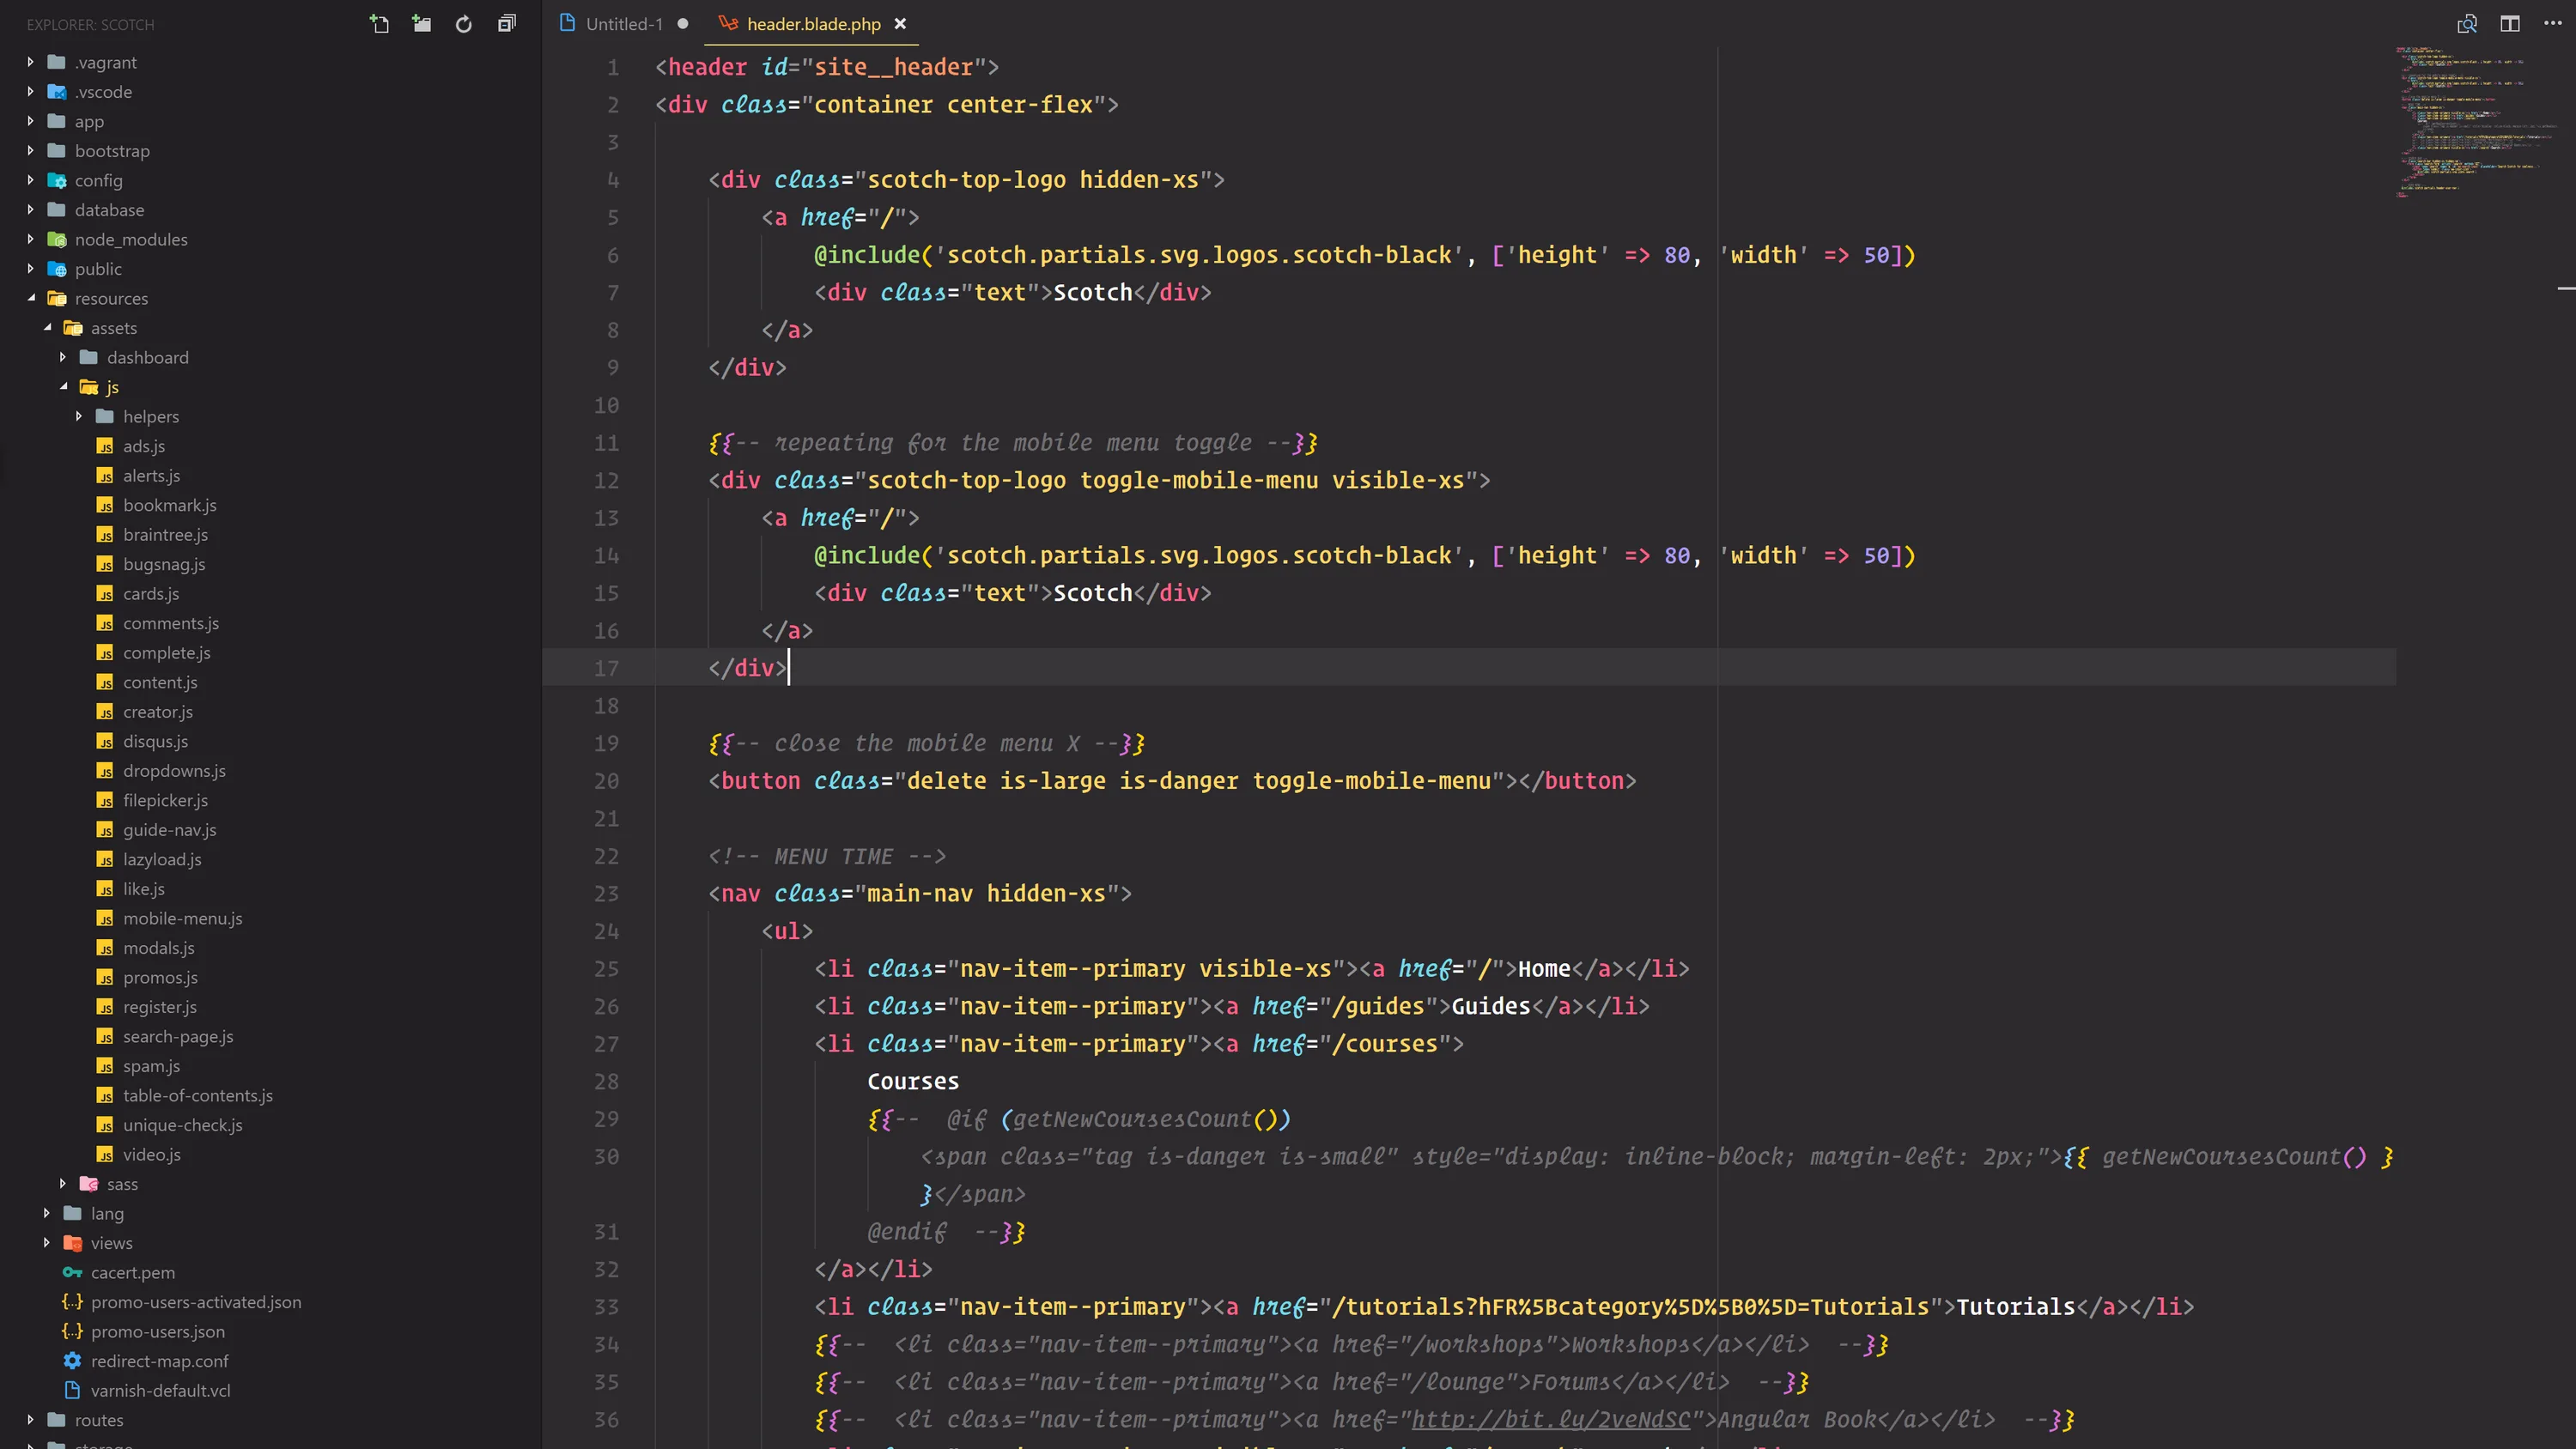 EXPLORER: SCOTCH
.vagrant
.vscode
app
bootstrap
config
database
node_modules
public
resources
assets
dashboard
js
helpers
ads.js
alerts.js
bookmark.js
braintree.js
bugsnag.js
cards.js
comments.js
complete.js
content.js
creator.js
disqus.js
dropdowns.js
filepicker.js
guide-nav.js
lazyload.js
like.js
mobile-menu.js
modals.js
promos.js
register.js
search-page.js
spam.js
table-of-contents.js
unique-check.js
video.js
sass
lang
views
cacert.pem
promo-users-activated.json
promo-users.json
redirect-map.conf
varnish-default.vcl
routes
storage
Untitled-1 header.blade.php
1 <header id="site__header">
2 <div class="container center-flex">
3
4 <div class="scotch-top-logo hidden-xs">
5 <a href="/">
6 @include('scotch.partials.svg.logos.scotch-black', ['height' => 80, 'width' => 50])
7 <div class="text">Scotch</div>
8 </a>
9 </div>
10
11 {{-- repeating for the mobile menu toggle --}}
12 <div class="scotch-top-logo toggle-mobile-menu visible-xs">
13 <a href="/">
14 @include('scotch.partials.svg.logos.scotch-black', ['height' => 80, 'width' => 50])
15 <div class="text">Scotch</div>
16 </a>
17 </div>
18
19 {{-- close the mobile menu X --}}
20 <button class="delete is-large is-danger toggle-mobile-menu"></button>
21
22 <!-- MENU TIME -->
23 <nav class="main-nav hidden-xs">
24 <ul>
25 <li class="nav-item--primary visible-xs"><a href="/">Home</a></li>
26 <li class="nav-item--primary"><a href="/guides">Guides</a></li>
27 <li class="nav-item--primary"><a href="/courses">
28 Courses
29 {{-- @if (getNewCoursesCount())
30 <span class="tag is-danger is-small" style="display: inline-block; margin-left: 2px;">{{ getNewCoursesCount() }
}</span>
31 @endif --}}
32 </a></li>
33 <li class="nav-item--primary"><a href="/tutorials?hFR%5Bcategory%5D%5B0%5D=Tutorials">Tutorials</a></li>
34 {{-- <li class="nav-item--primary"><a href="/workshops">Workshops</a></li> --}}
35 {{-- <li class="nav-item--primary"><a href="/lounge">Forums</a></li> --}}
36 {{-- <li class="nav-item--primary"><a href="http://bit.ly/2veNdSC">Angular Book</a></li> --}}